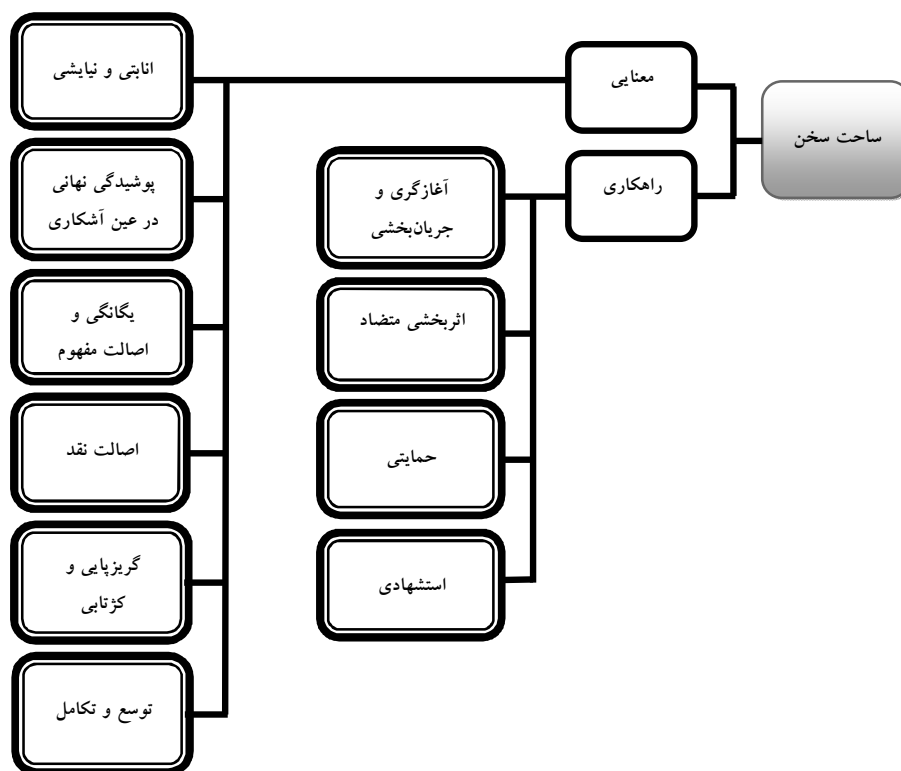 ساحت سخن
معنایی
راهکاری
آغازگری و
جریان‌بخشی
اثربخشی متضاد
حمایتی
استشهادی
انابتی و نیایشی
پوشیدگی نهانی
در عین آشکاری
یگانگی و
اصالت مفهوم
اصالت نقد
گریزپایی و
کژتابی
توسع و تکامل